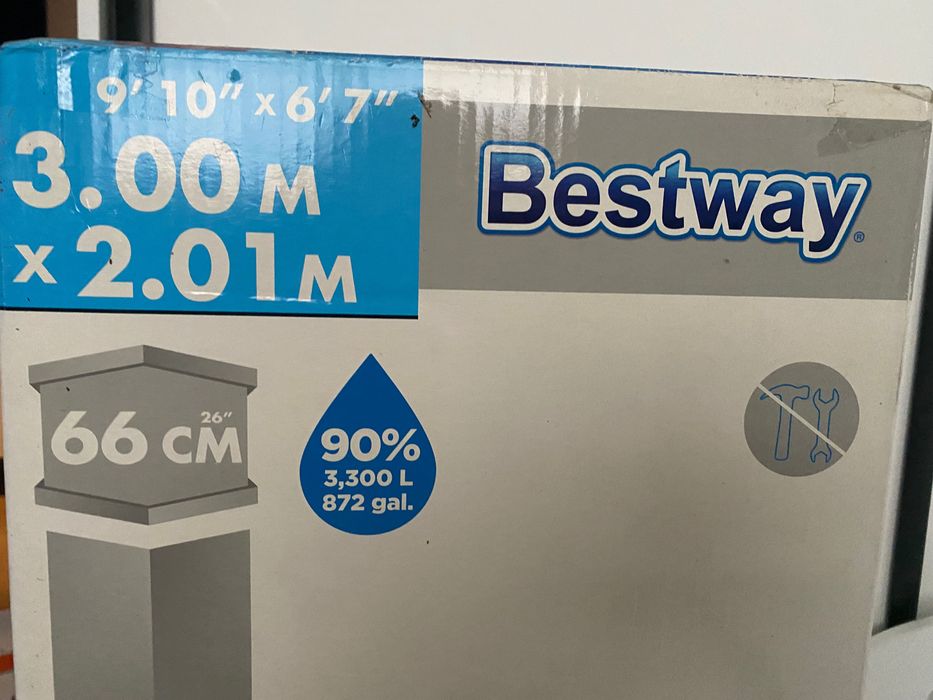 9' 10" x 6' 7"
3.00 M
x 2.01 M
Bestway®
26"
66 CM
90%
3,300 L
872 gal.